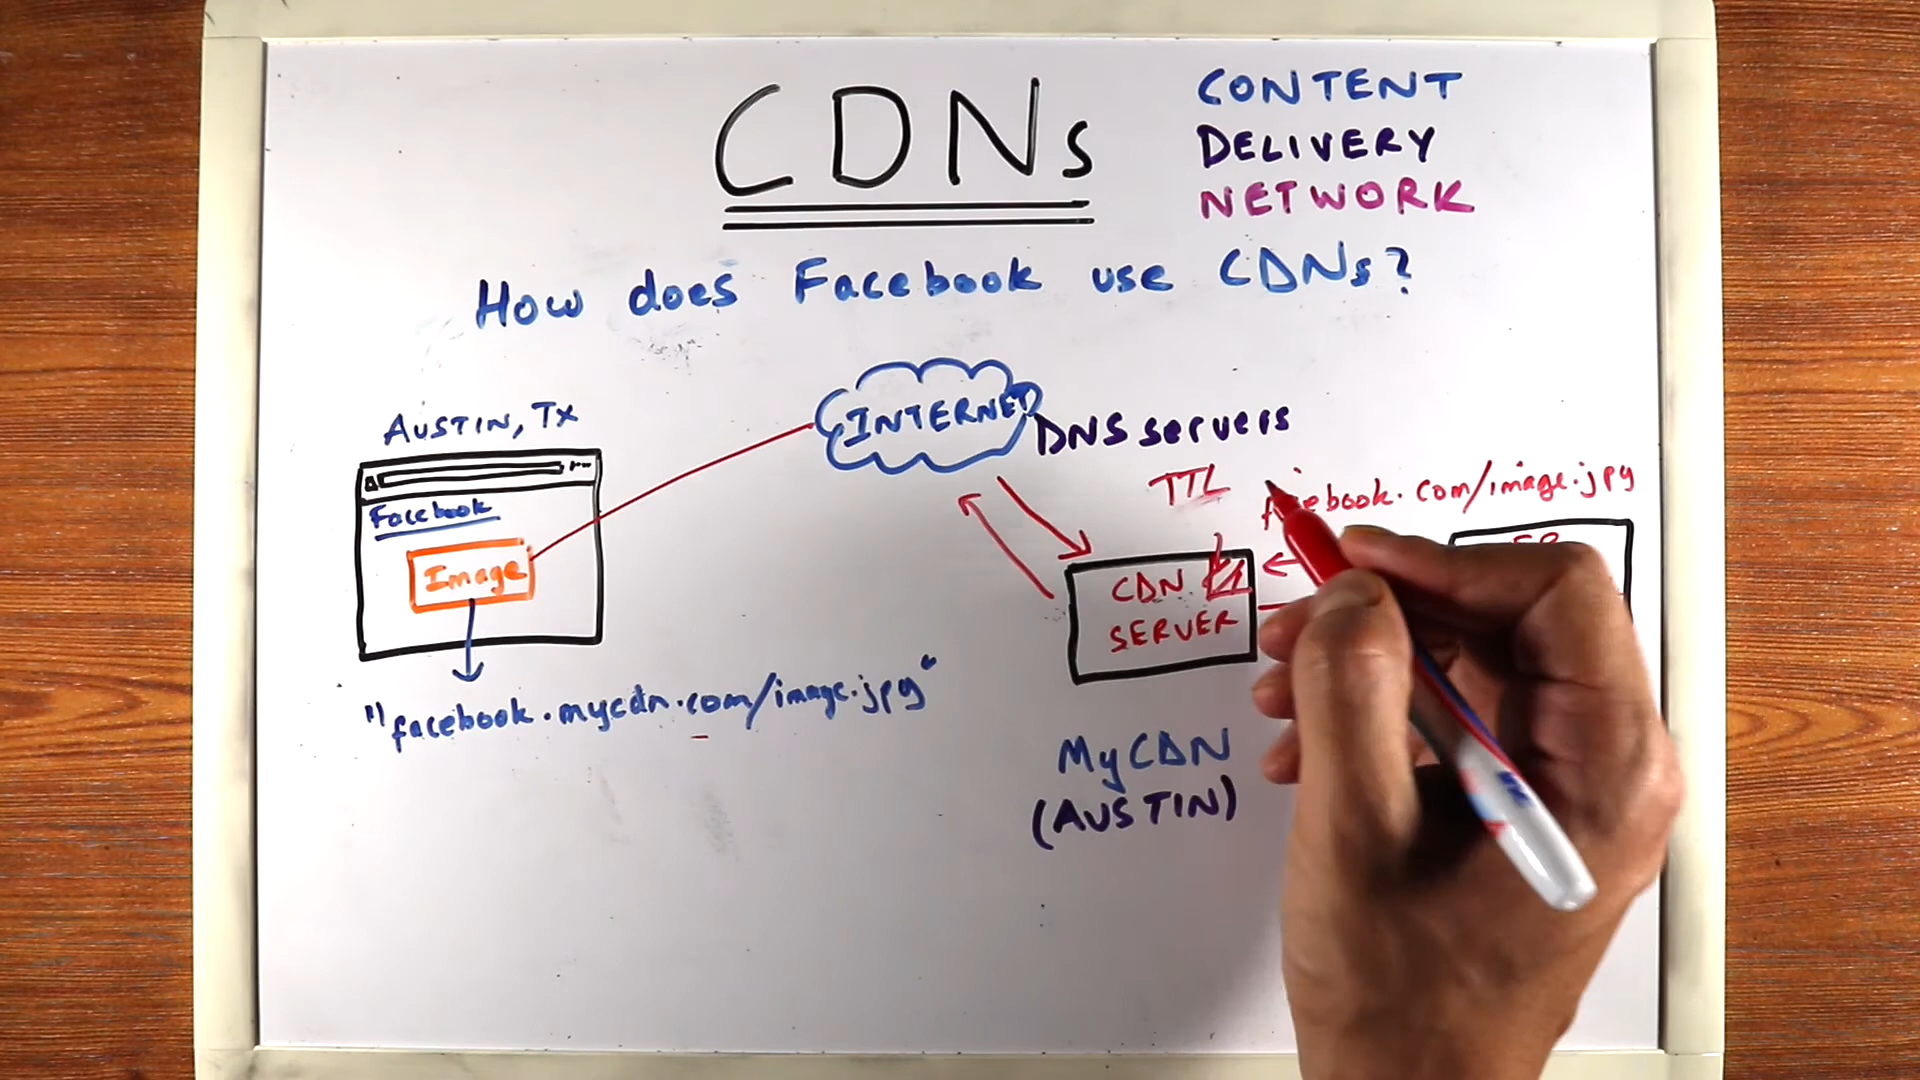 CDNs
CONTENT
DELIVERY
NETWORK
How does Facebook use CDNs?
AUSTIN, TX
INTERNET
DNS servers
Facebook
Image
TTL
facebook.com/image.jpg
CDN
SERVER
"facebook.mycdn.com/image.jpg"
MyCDN
(AUSTIN)